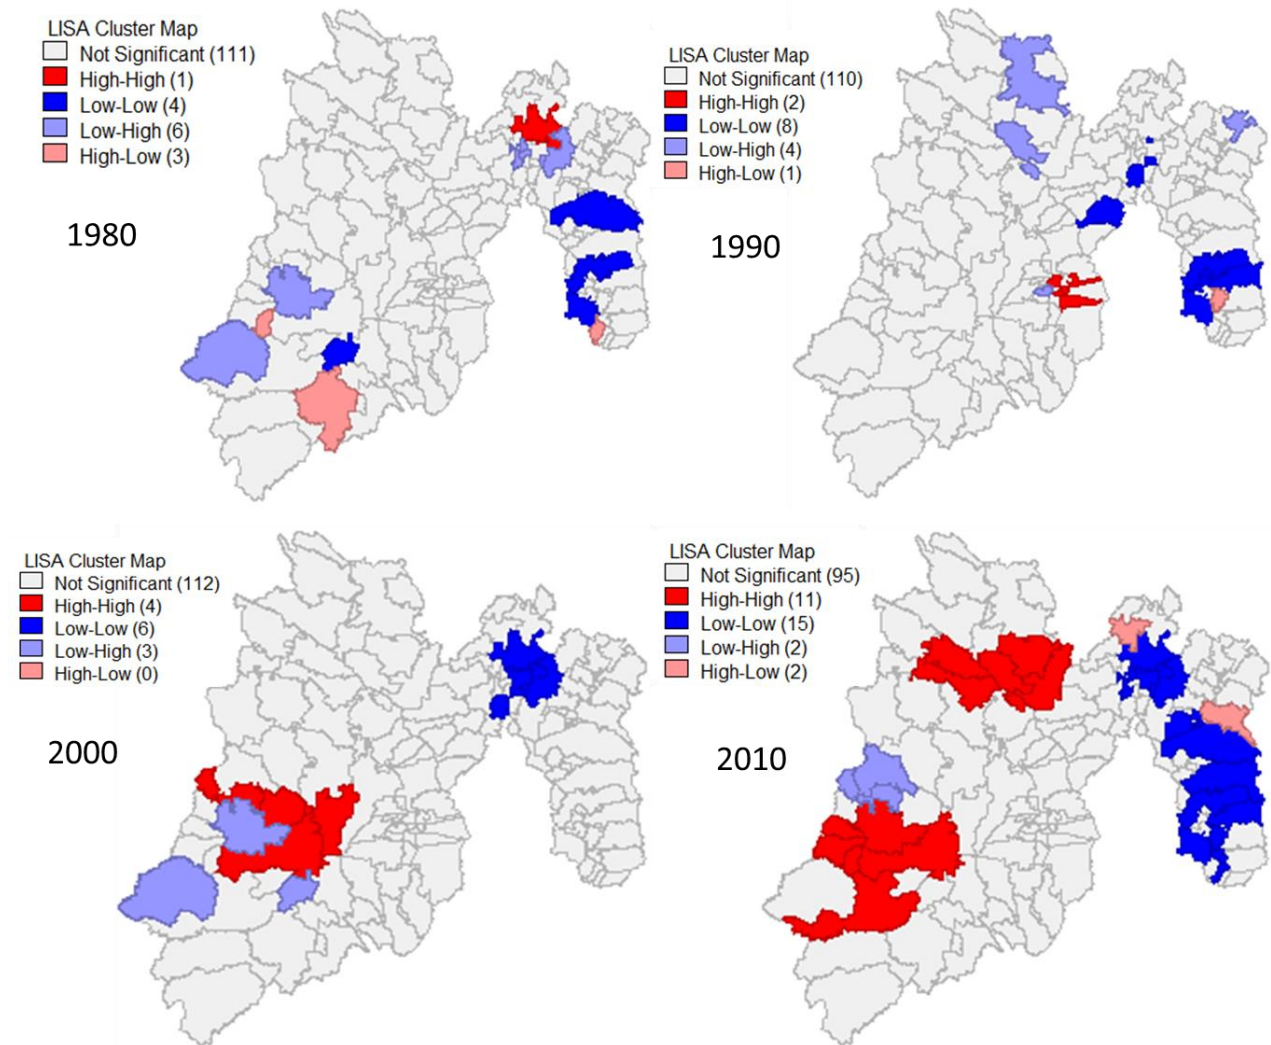 LISA Cluster Map
Not Significant (111)
High-High (1)
Low-Low (4)
Low-High (6)
High-Low (3)
1980
LISA Cluster Map
Not Significant (110)
High-High (2)
Low-Low (8)
Low-High (4)
High-Low (1)
1990
LISA Cluster Map
Not Significant (112)
High-High (4)
Low-Low (6)
Low-High (3)
High-Low (0)
2000
LISA Cluster Map
Not Significant (95)
High-High (11)
Low-Low (15)
Low-High (2)
High-Low (2)
2010